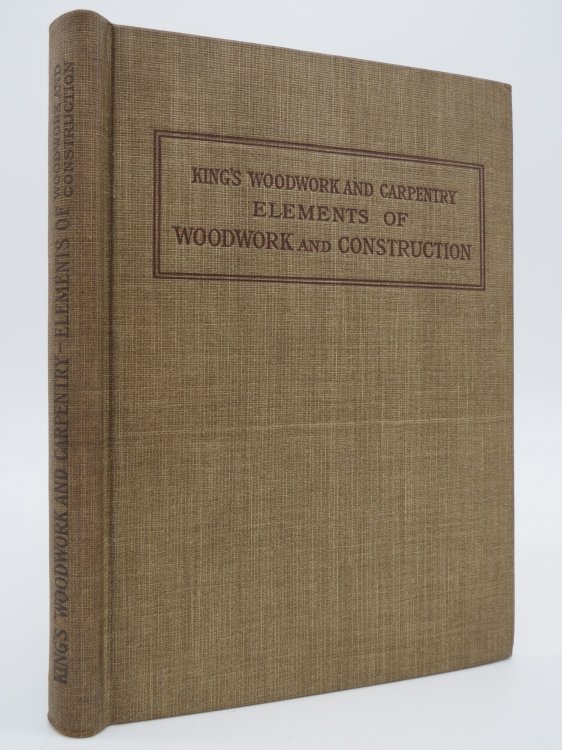 KING'S WOODWORK AND CARPENTRY
ELEMENTS OF
WOODWORK AND CONSTRUCTION
KING'S WOODWORK AND CARPENTRY—ELEMENTS OF WOODWORK AND
CONSTRUCTION